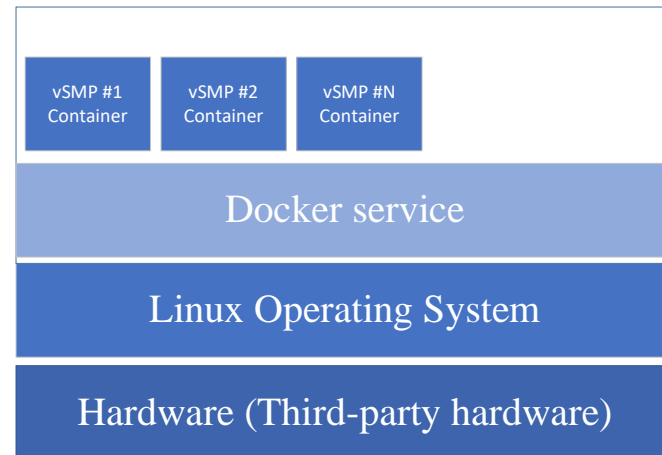 vSMP #1
Container
vSMP #2
Container
vSMP #N
Container
Docker service
Linux Operating System
Hardware (Third-party hardware)